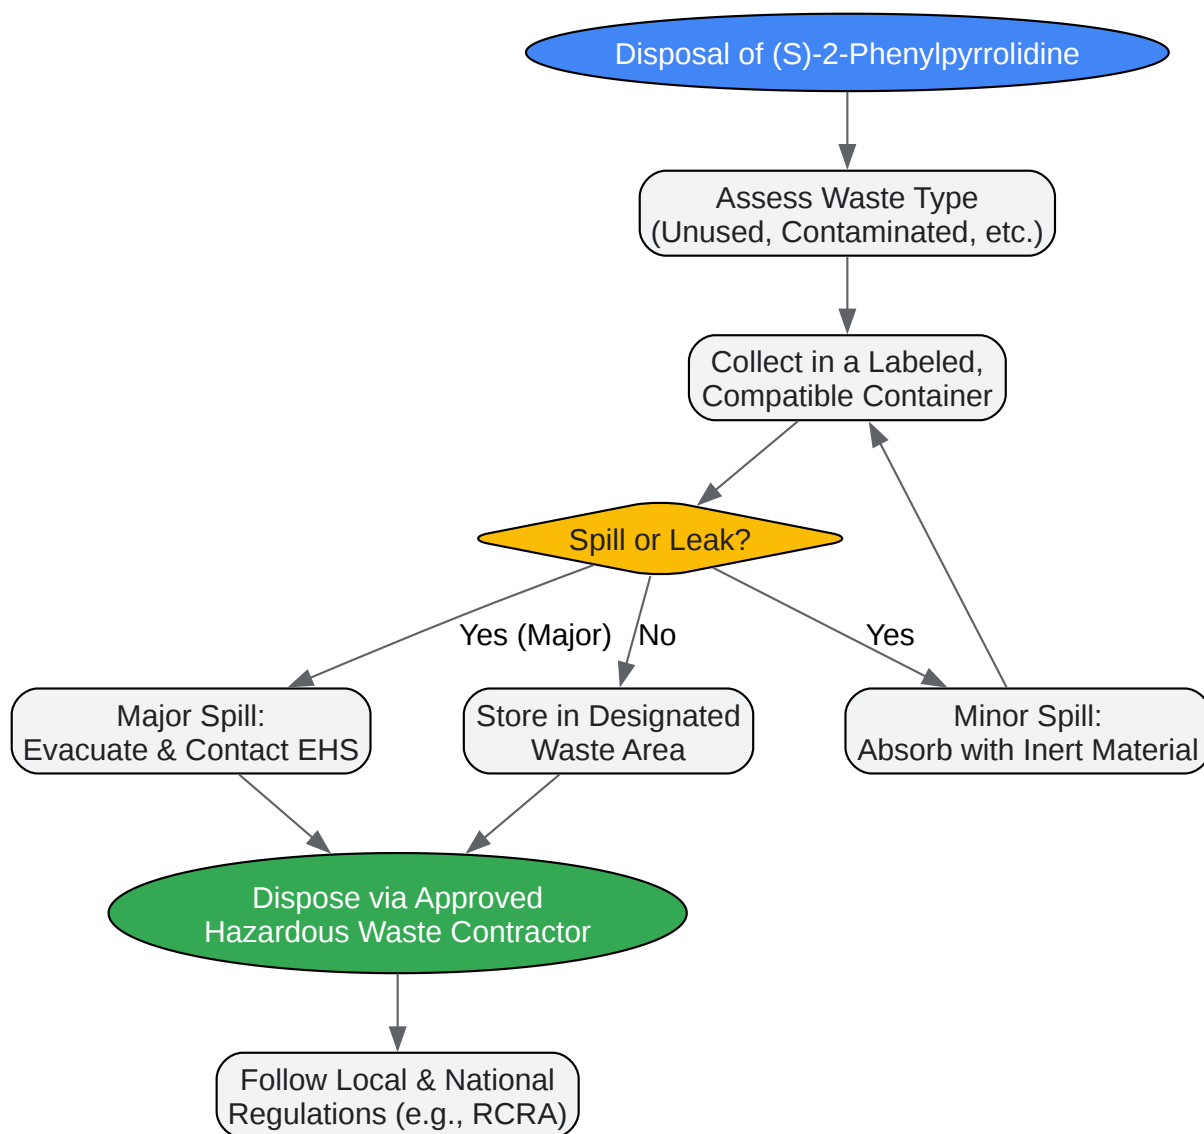 Disposal of (S)-2-Phenylpyrrolidine
Assess Waste Type
(Unused, Contaminated, etc.)
Collect in a Labeled,
Compatible Container
Spill or Leak?
Yes (Major)
No
Yes
Major Spill:
Evacuate & Contact EHS
Store in Designated
Waste Area
Minor Spill:
Absorb with Inert Material
Dispose via Approved
Hazardous Waste Contractor
Follow Local & National
Regulations (e.g., RCRA)